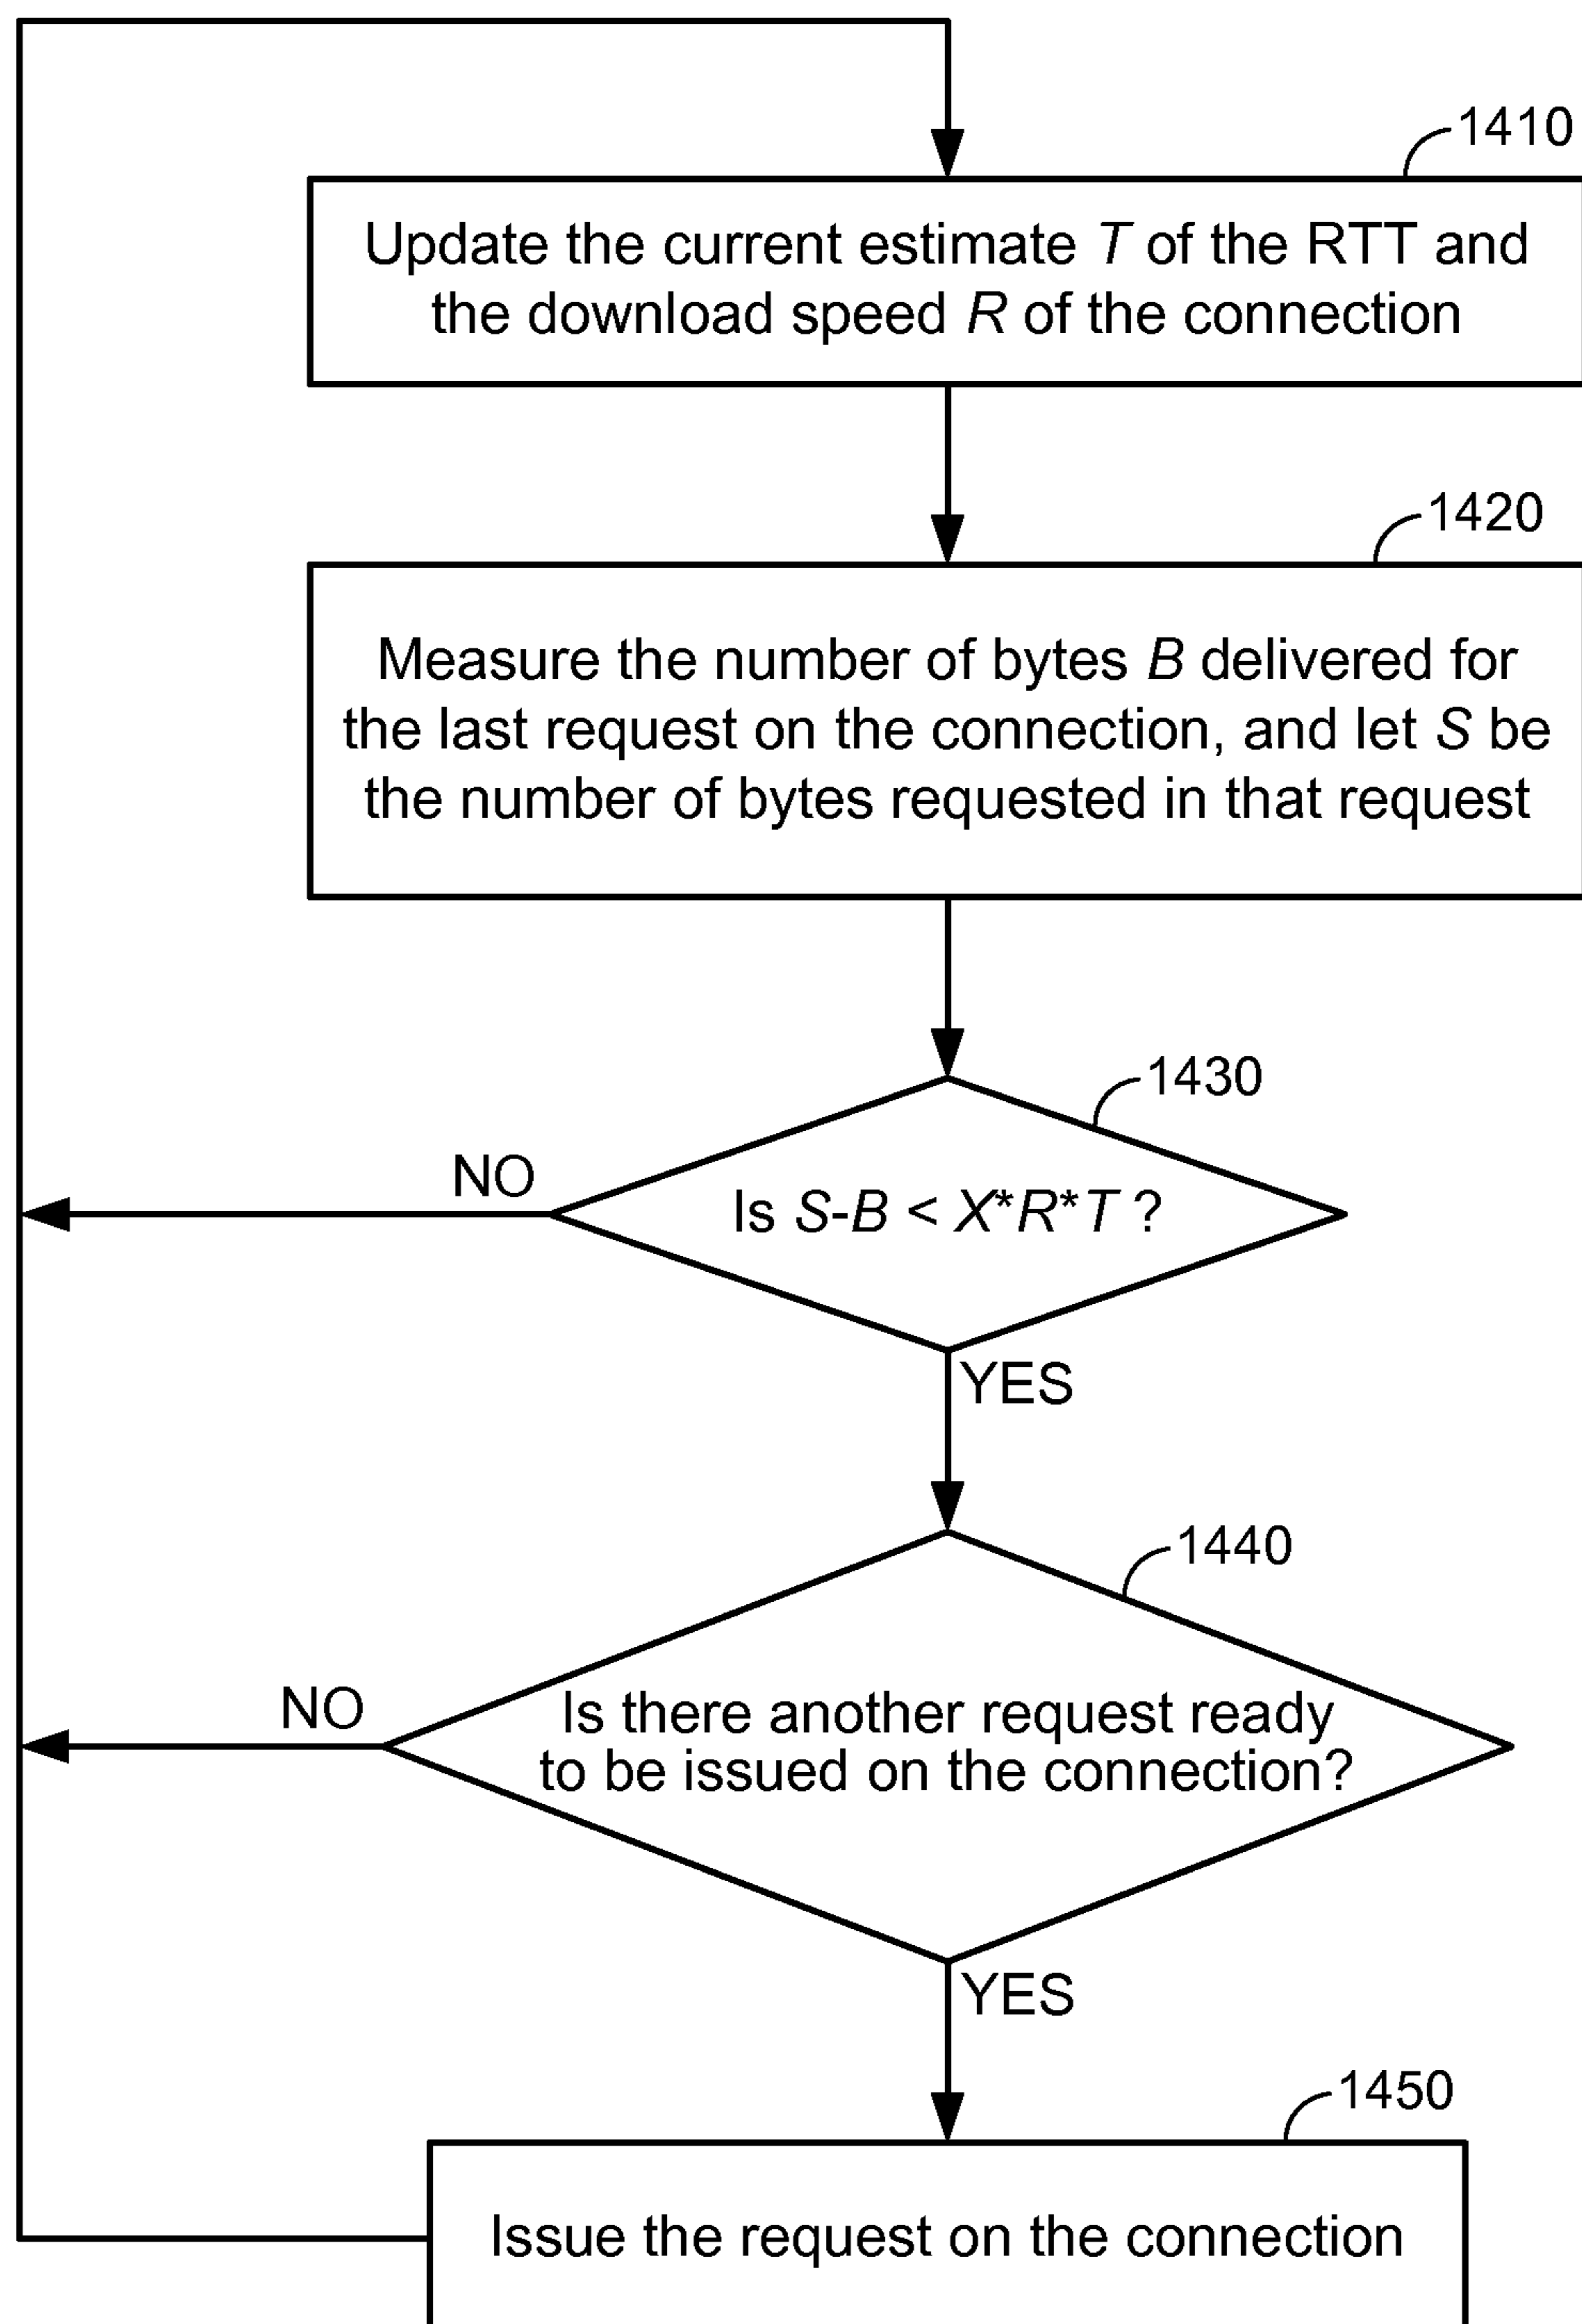 1410
Update the current estimate T of the RTT and
the download speed R of the connection
1420
Measure the number of bytes B delivered for
the last request on the connection, and let S be
the number of bytes requested in that request
1430
NO
Is S-B < X*R*T ?
YES
1440
NO
Is there another request ready
to be issued on the connection?
YES
1450
Issue the request on the connection